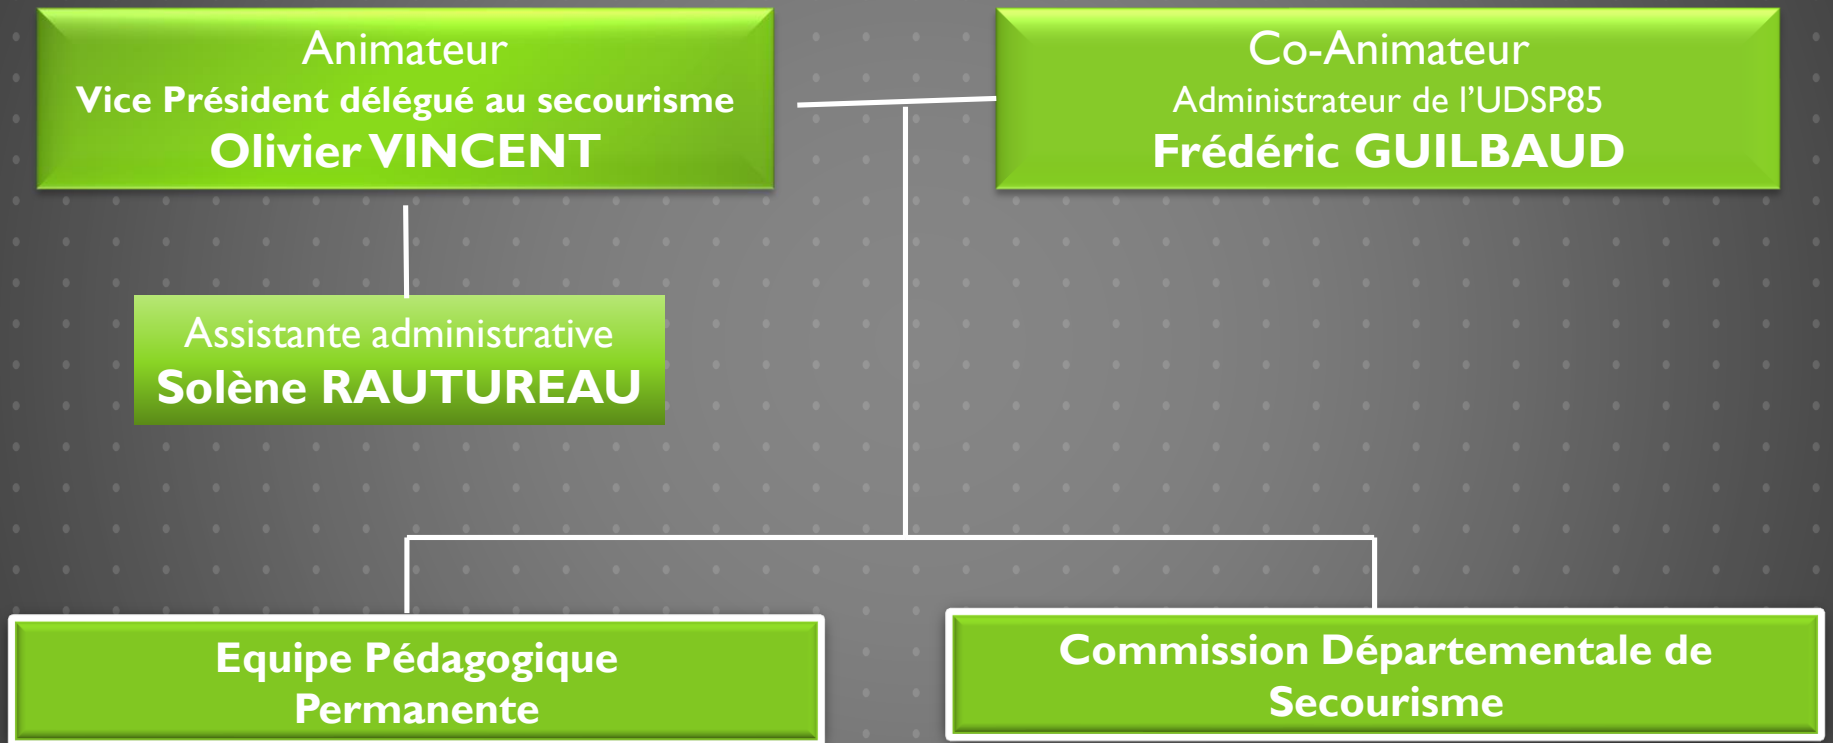 Animateur
Vice Président délégué au secourisme
Olivier VINCENT
Co-Animateur
Administrateur de l’UDSP85
Frédéric GUILBAUD
Assistante administrative
Solène RAUTUREAU
Equipe Pédagogique
Permanente
Commission Départementale de
Secourisme